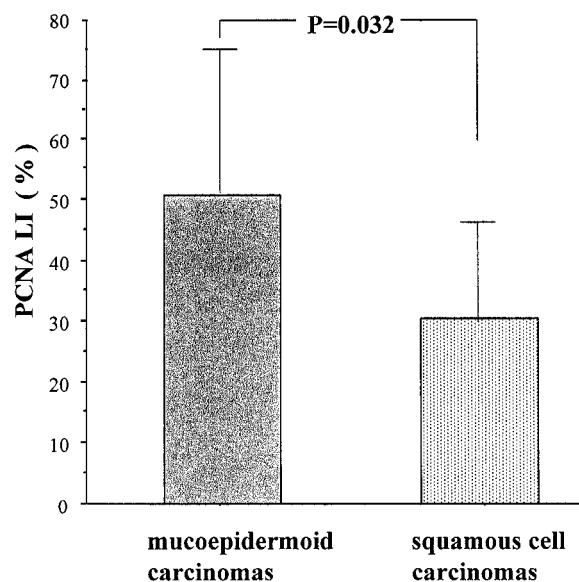 P=0.032
PCNA LI ( % )
80
70
60
50
40
30
20
10
0
mucoepidermoid
carcinomas
squamous cell
carcinomas